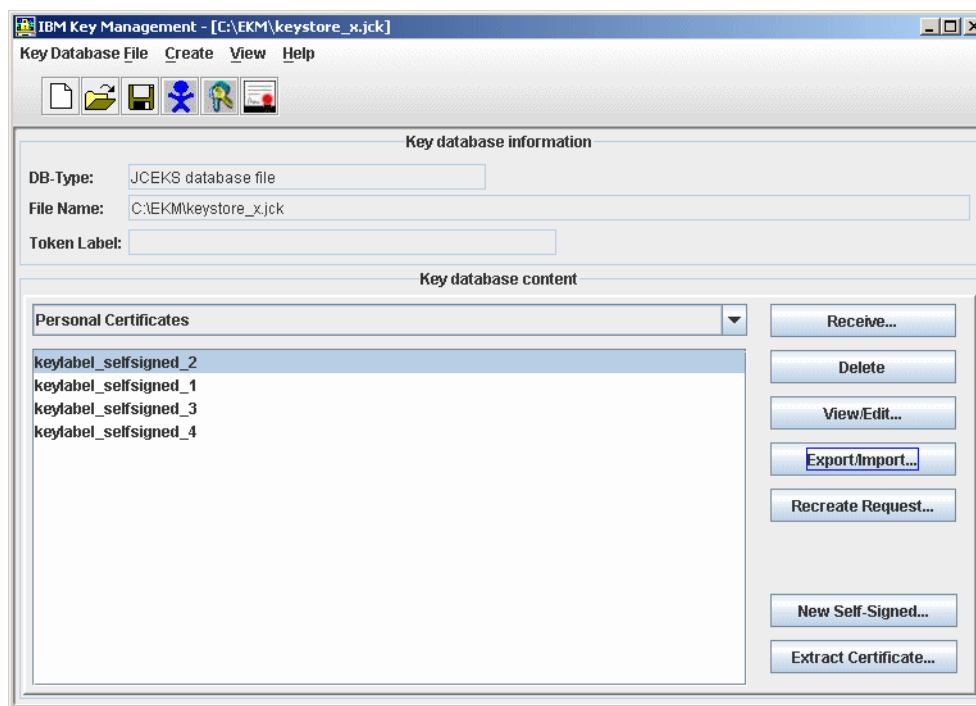 IBM Key Management - [C:\EKM\keystore_x.jck]
Key Database File Create View Help
Key database information
DB-Type: JCEKS database file
File Name: C:\EKM\keystore_x.jck
Token Label:
Key database content
Personal Certificates
Receive...
keylabel_selfsigned_2
Delete
keylabel_selfsigned_1
keylabel_selfsigned_3
View/Edit...
keylabel_selfsigned_4
Export/Import...
Recreate Request...
New Self-Signed...
Extract Certificate...